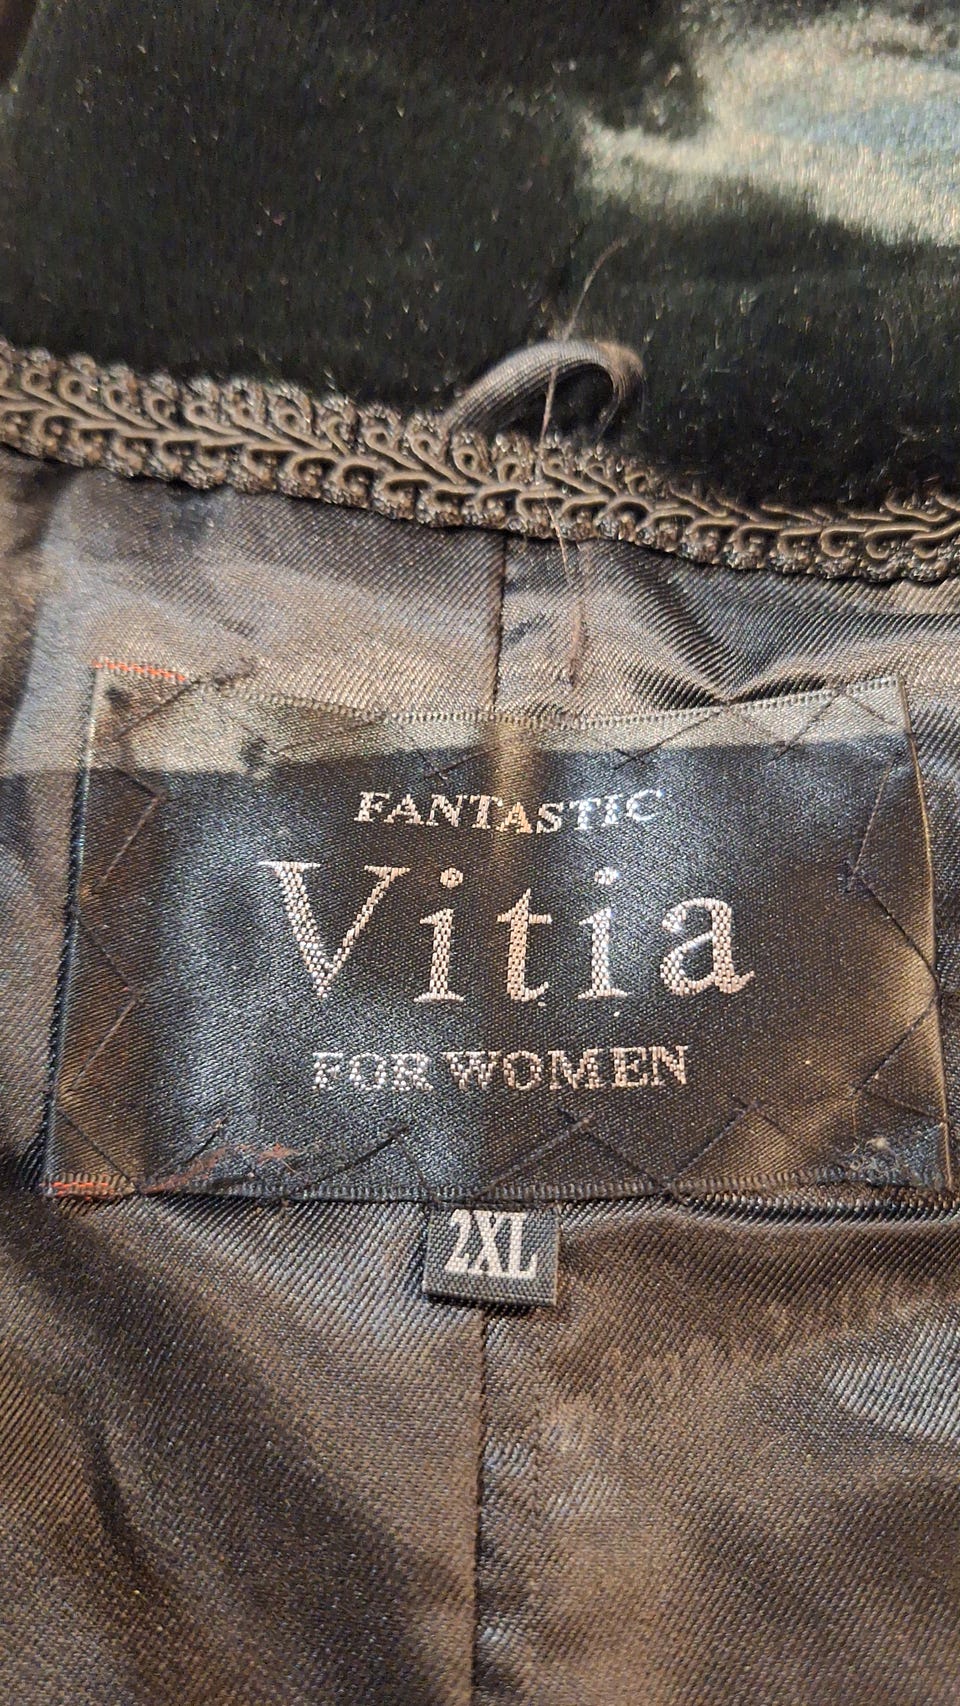 FANTASTIC
Vitia
FOR WOMEN
2XL